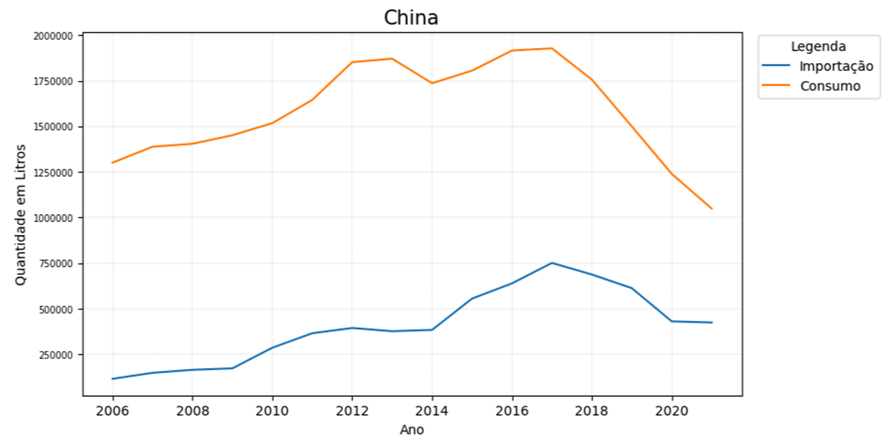 China
Legenda
Importação
Consumo
Quantidade em Litros
2000000
1750000
1500000
1250000
1000000
750000
500000
250000
2006 2008 2010 2012 2014 2016 2018 2020
Ano